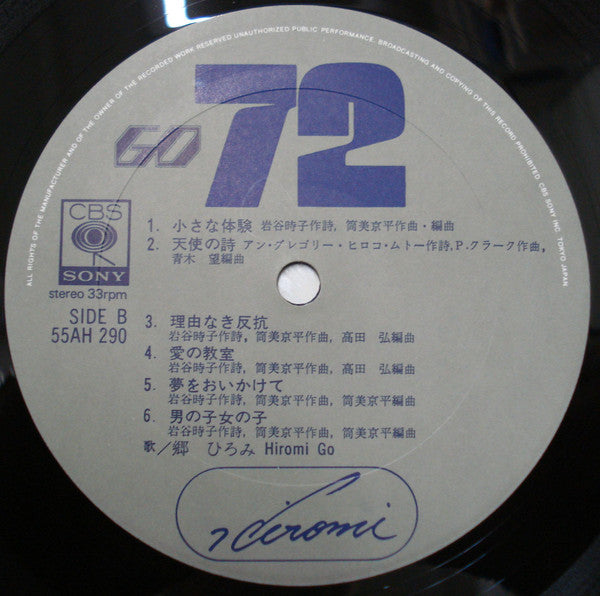 ALL RIGHTS OF THE MANUFACTURER AND OF THE OWNER OF THE RECORDED WORK RESERVED UNAUTHORIZED PUBLIC PERFORMANCE. BROADCASTING AND COPYING OF THIS RECORD PROHIBITED CBS SONY INC. TOKYO JAPAN
GO 72
1. 小さな体験 岩谷時子作詩, 筒美京平作曲・編曲
2. 天使の詩 アン・グレゴリー・ヒロコ・ムトー作詩,P.クラーク作曲,
青木 望編曲
CBS
SONY
stereo 33rpm
SIDE B
55AH 290
3. 理由なき反抗
岩谷時子作詩, 筒美京平作曲, 高田 弘編曲
4. 愛の教室
岩谷時子作詩, 筒美京平作曲, 高田 弘編曲
5. 夢をおいかけて
岩谷時子作詩, 筒美京平作曲, 筒美京平編曲
6. 男の子女の子
岩谷時子作詩, 筒美京平作曲, 筒美京平編曲
歌/郷 ひろみ Hiromi Go
Hiromi